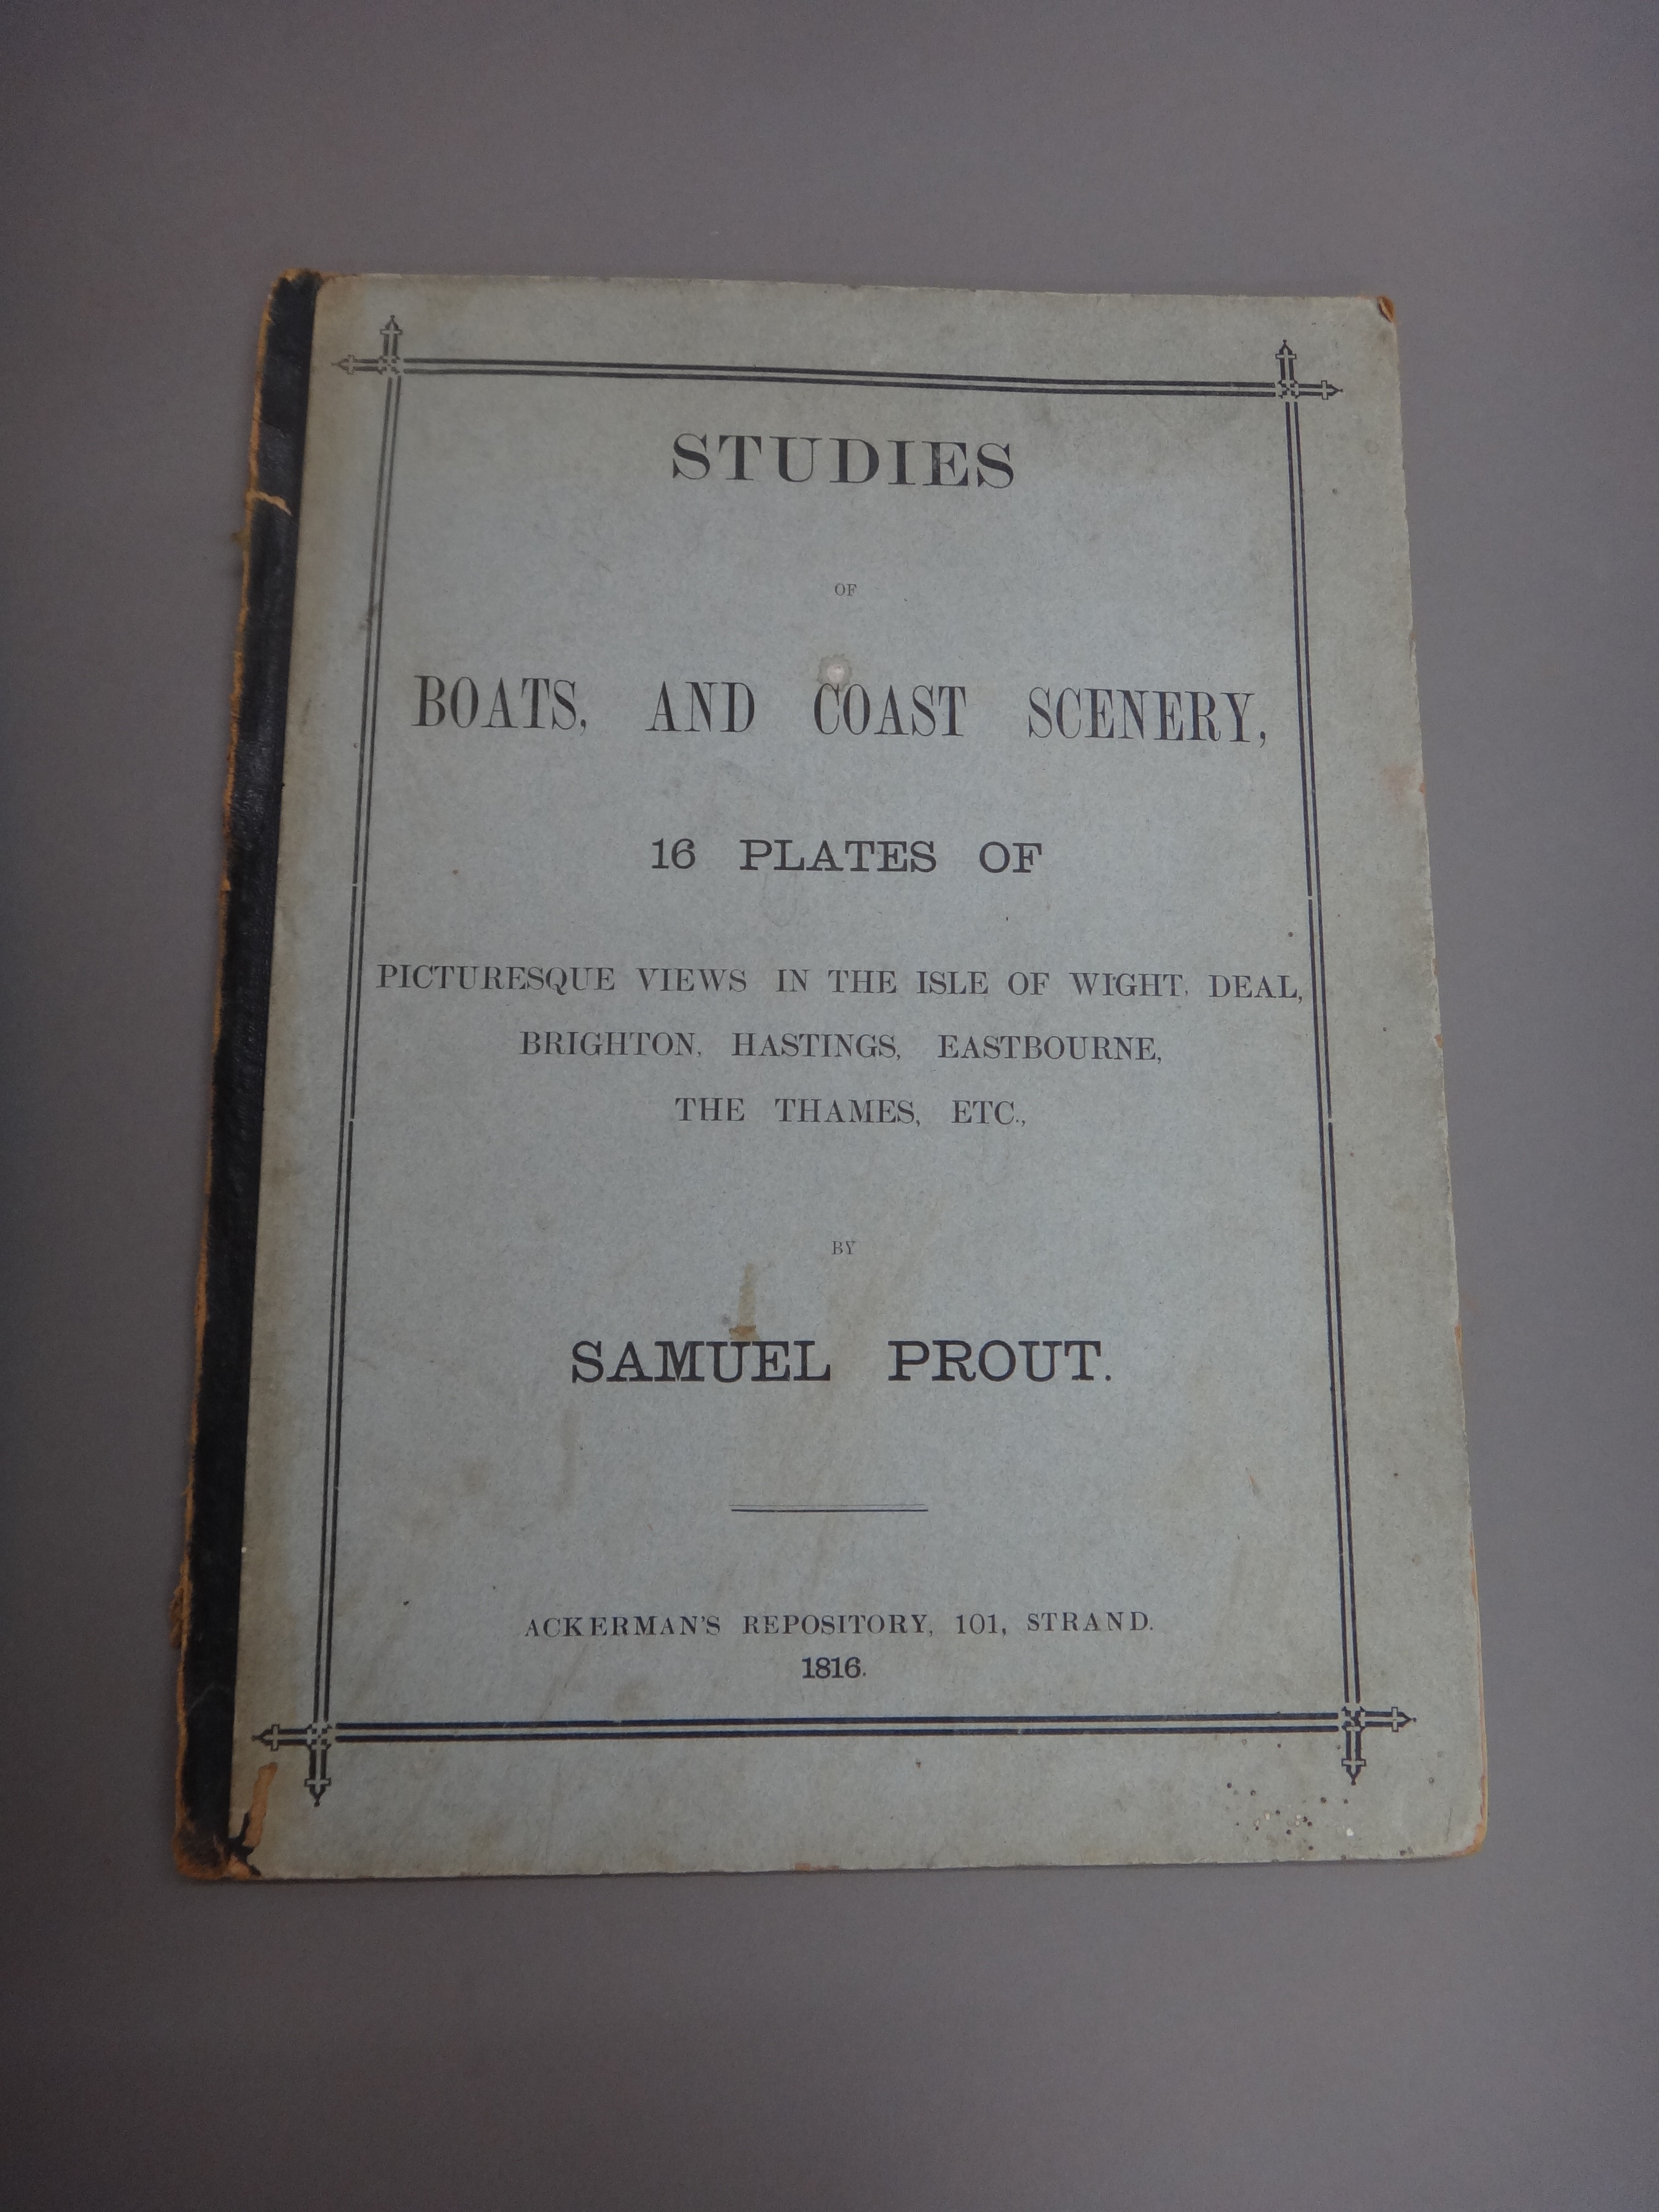 STUDIES
OF
BOATS, AND COAST SCENERY,
16 PLATES OF
PICTURESQUE VIEWS IN THE ISLE OF WIGHT, DEAL,
BRIGHTON, HASTINGS, EASTBOURNE,
THE THAMES, ETC.,
BY
SAMUEL PROUT.
ACKERMAN'S REPOSITORY, 101, STRAND.
1816.